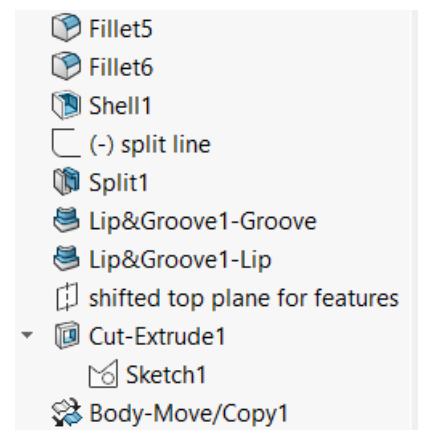 Fillet5
Fillet6
Shell1
(-) split line
Split1
Lip&Groove1-Groove
Lip&Groove1-Lip
shifted top plane for features
Cut-Extrude1
Sketch1
Body-Move/Copy1